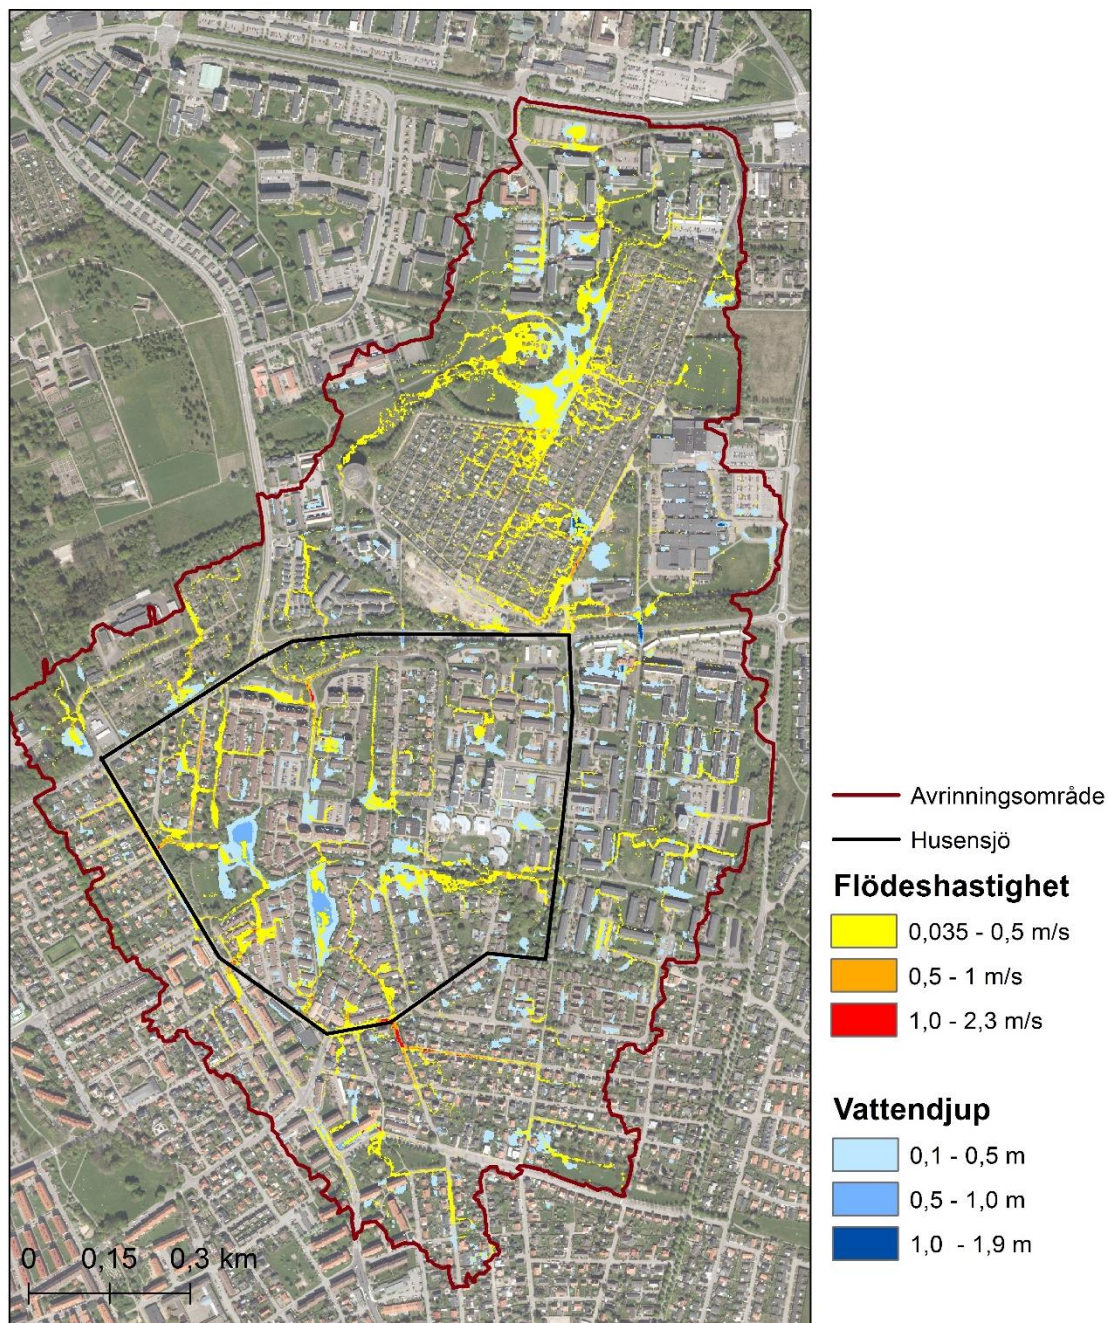 Avrinningsområde
Husensjö
Flödeshastighet
0,035 - 0,5 m/s
0,5 - 1 m/s
1,0 - 2,3 m/s
Vattendjup
0,1 - 0,5 m
0,5 - 1,0 m
1,0 - 1,9 m
0 0,15 0,3 km